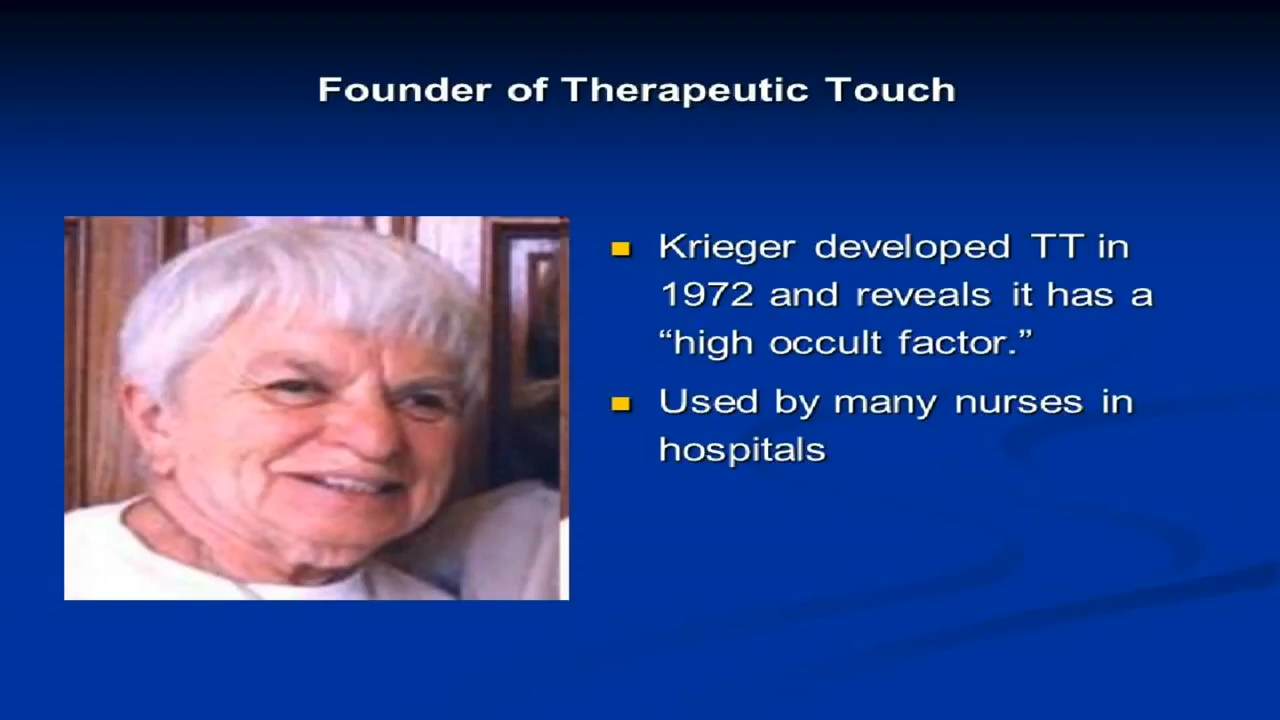 Founder of Therapeutic Touch
Krieger developed TT in
1972 and reveals it has a
“high occult factor.”
Used by many nurses in
hospitals